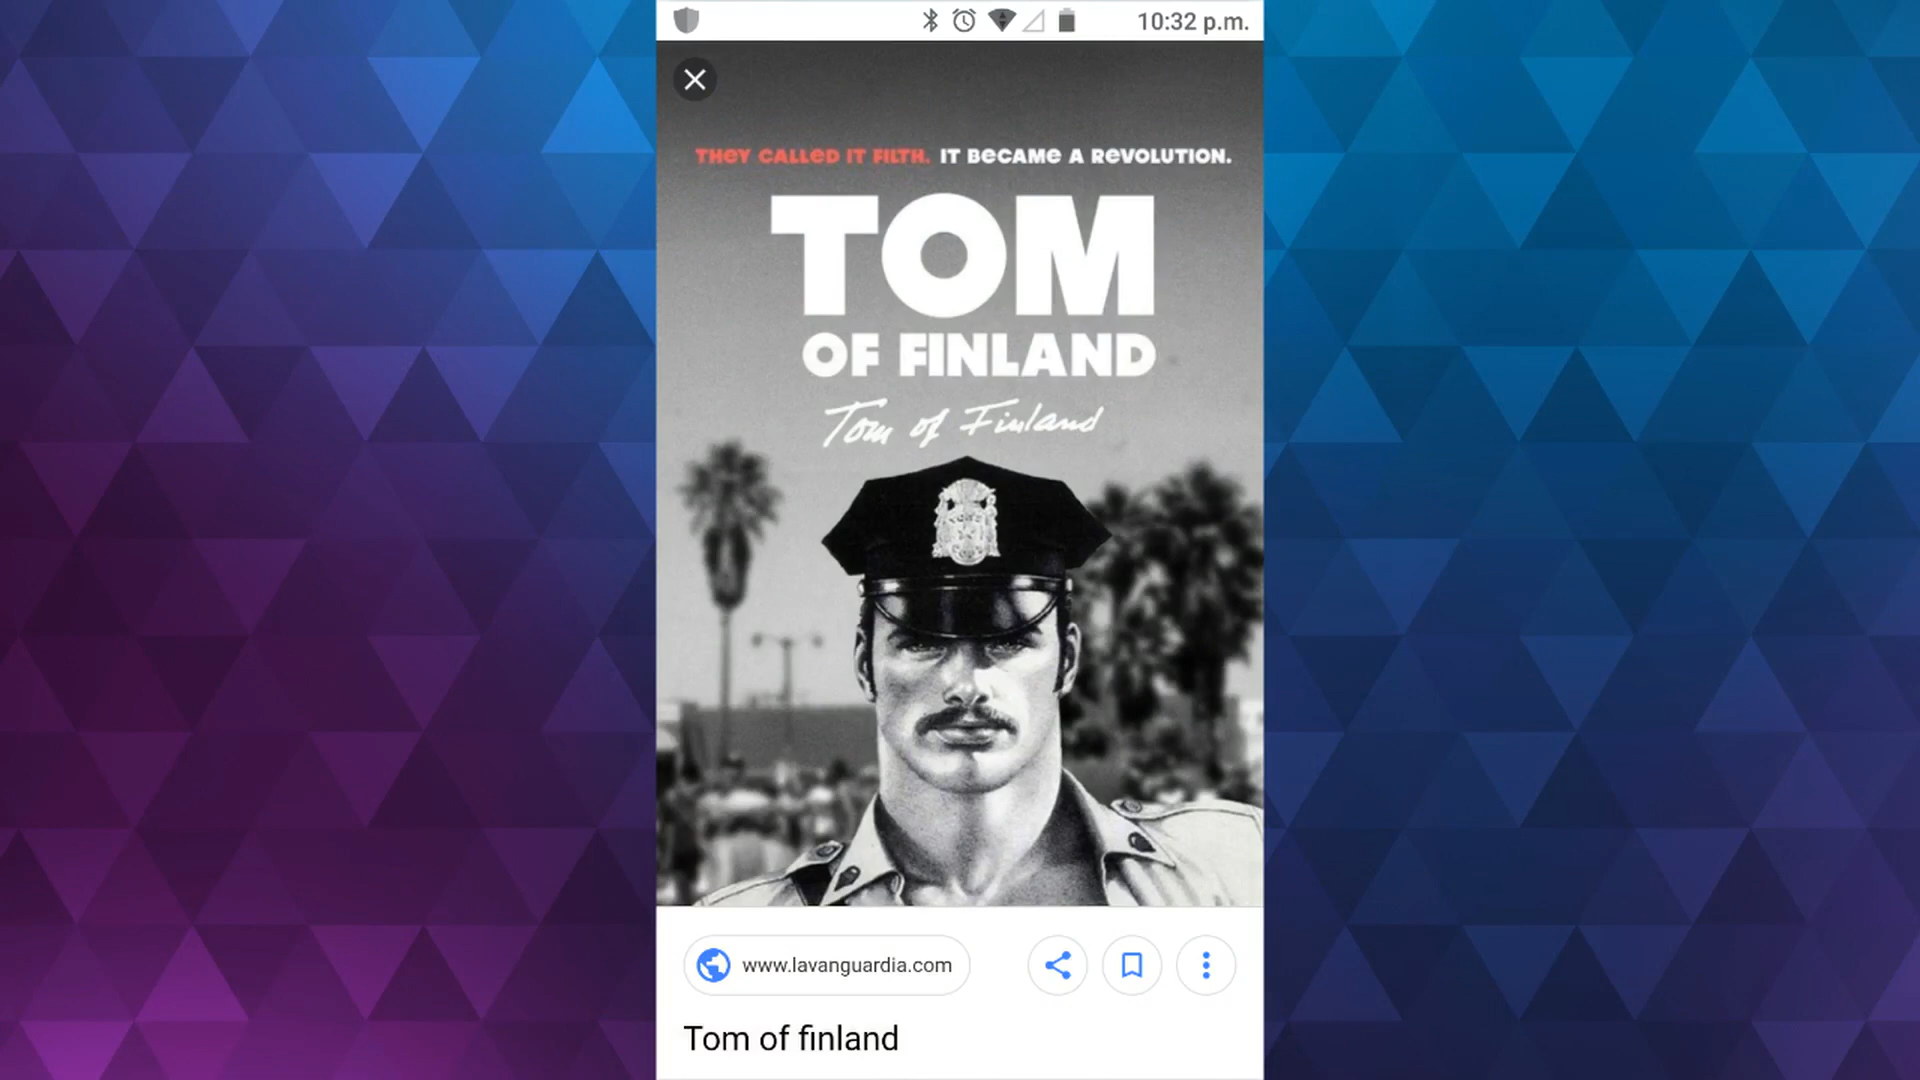 10:32 p.m.
THEY CALLED IT FILTH. IT BECAME A REVOLUTION.
TOM
OF FINLAND
Tom of Finland
TOM'S
www.lavanguardia.com
Tom of finland